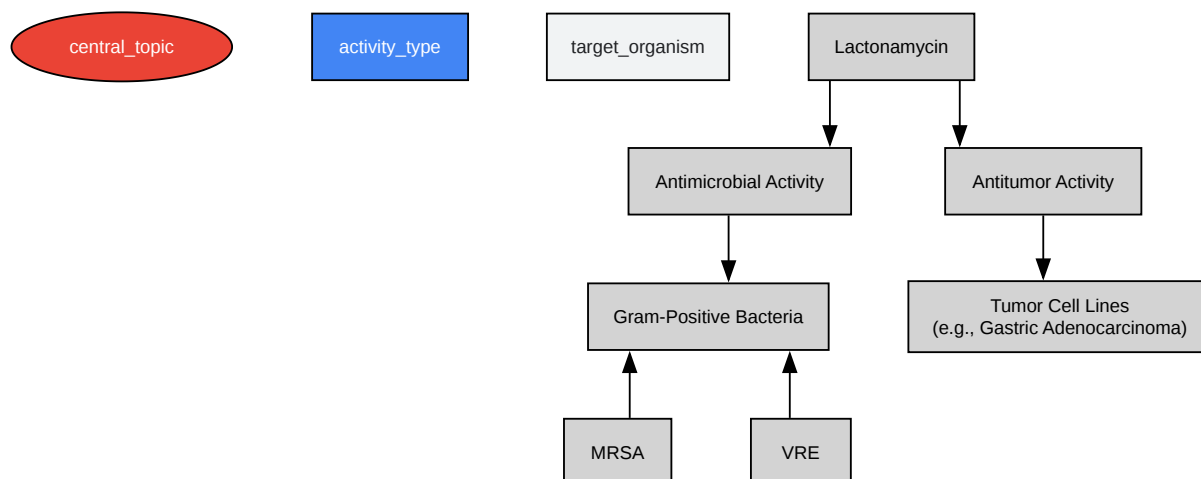 central_topic
activity_type
target_organism
Lactonamycin
Antimicrobial Activity
Antitumor Activity
Gram-Positive Bacteria
Tumor Cell Lines
(e.g., Gastric Adenocarcinoma)
MRSA
VRE